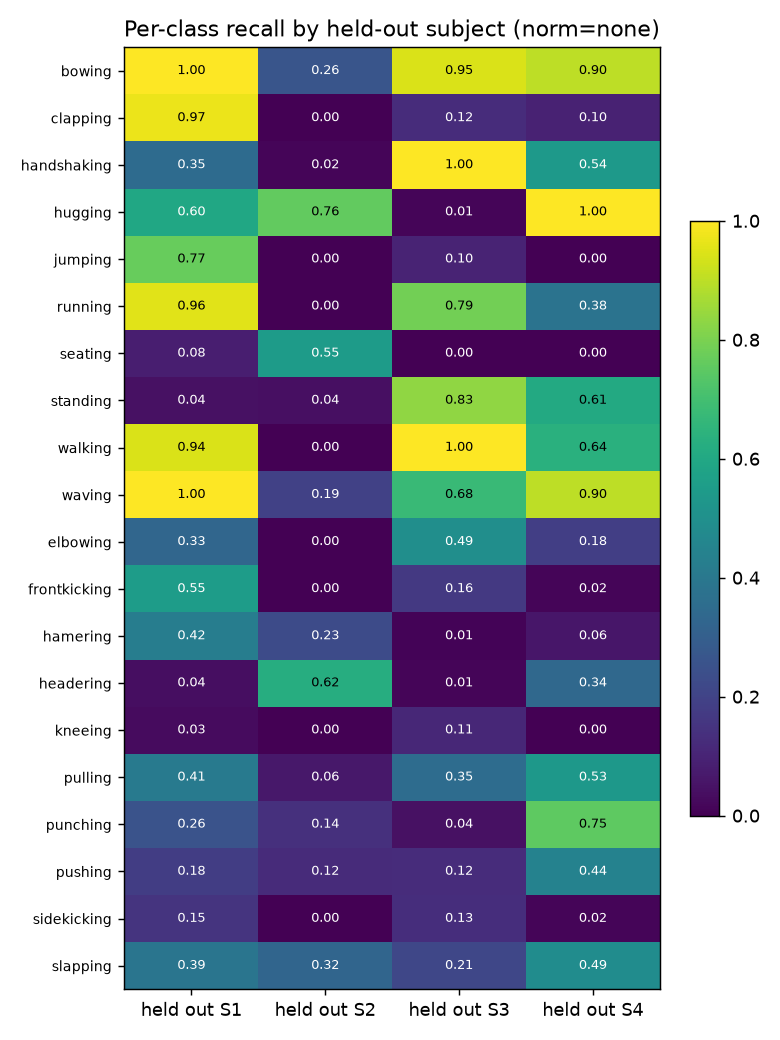 Per-class recall by held-out subject (norm=none)
bowing 1.00 0.26 0.95 0.90
clapping 0.97 0.00 0.12 0.10
handshaking 0.35 0.02 1.00 0.54
hugging 0.60 0.76 0.01 1.00
jumping 0.77 0.00 0.10 0.00
running 0.96 0.00 0.79 0.38
seating 0.08 0.55 0.00 0.00
standing 0.04 0.04 0.83 0.61
walking 0.94 0.00 1.00 0.64
waving 1.00 0.19 0.68 0.90
elbowing 0.33 0.00 0.49 0.18
frontkicking 0.55 0.00 0.16 0.02
hamering 0.42 0.23 0.01 0.06
headering 0.04 0.62 0.01 0.34
kneeing 0.03 0.00 0.11 0.00
pulling 0.41 0.06 0.35 0.53
punching 0.26 0.14 0.04 0.75
pushing 0.18 0.12 0.12 0.44
sidekicking 0.15 0.00 0.13 0.02
slapping 0.39 0.32 0.21 0.49
held out S1 held out S2 held out S3 held out S4
1.0
0.8
0.6
0.4
0.2
0.0